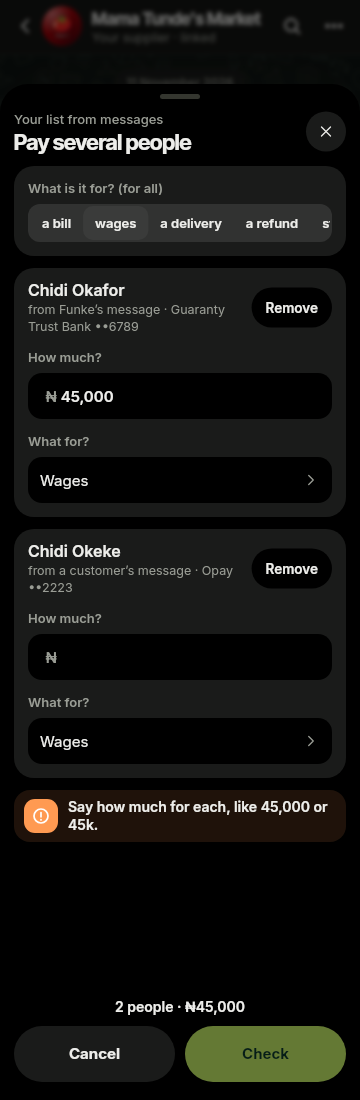 Mama Tunde's Market
Your supplier · linked
Your list from messages
Pay several people
What is it for? (for all)
a bill wages a delivery a refund
Chidi Okafor
from Funke’s message · Guaranty
Trust Bank ••6789
Remove
How much?
₦ 45,000
What for?
Wages
Chidi Okeke
from a customer’s message · Opay
••2223
Remove
How much?
₦
What for?
Wages
Say how much for each, like 45,000 or
45k.
2 people · ₦45,000
Cancel Check